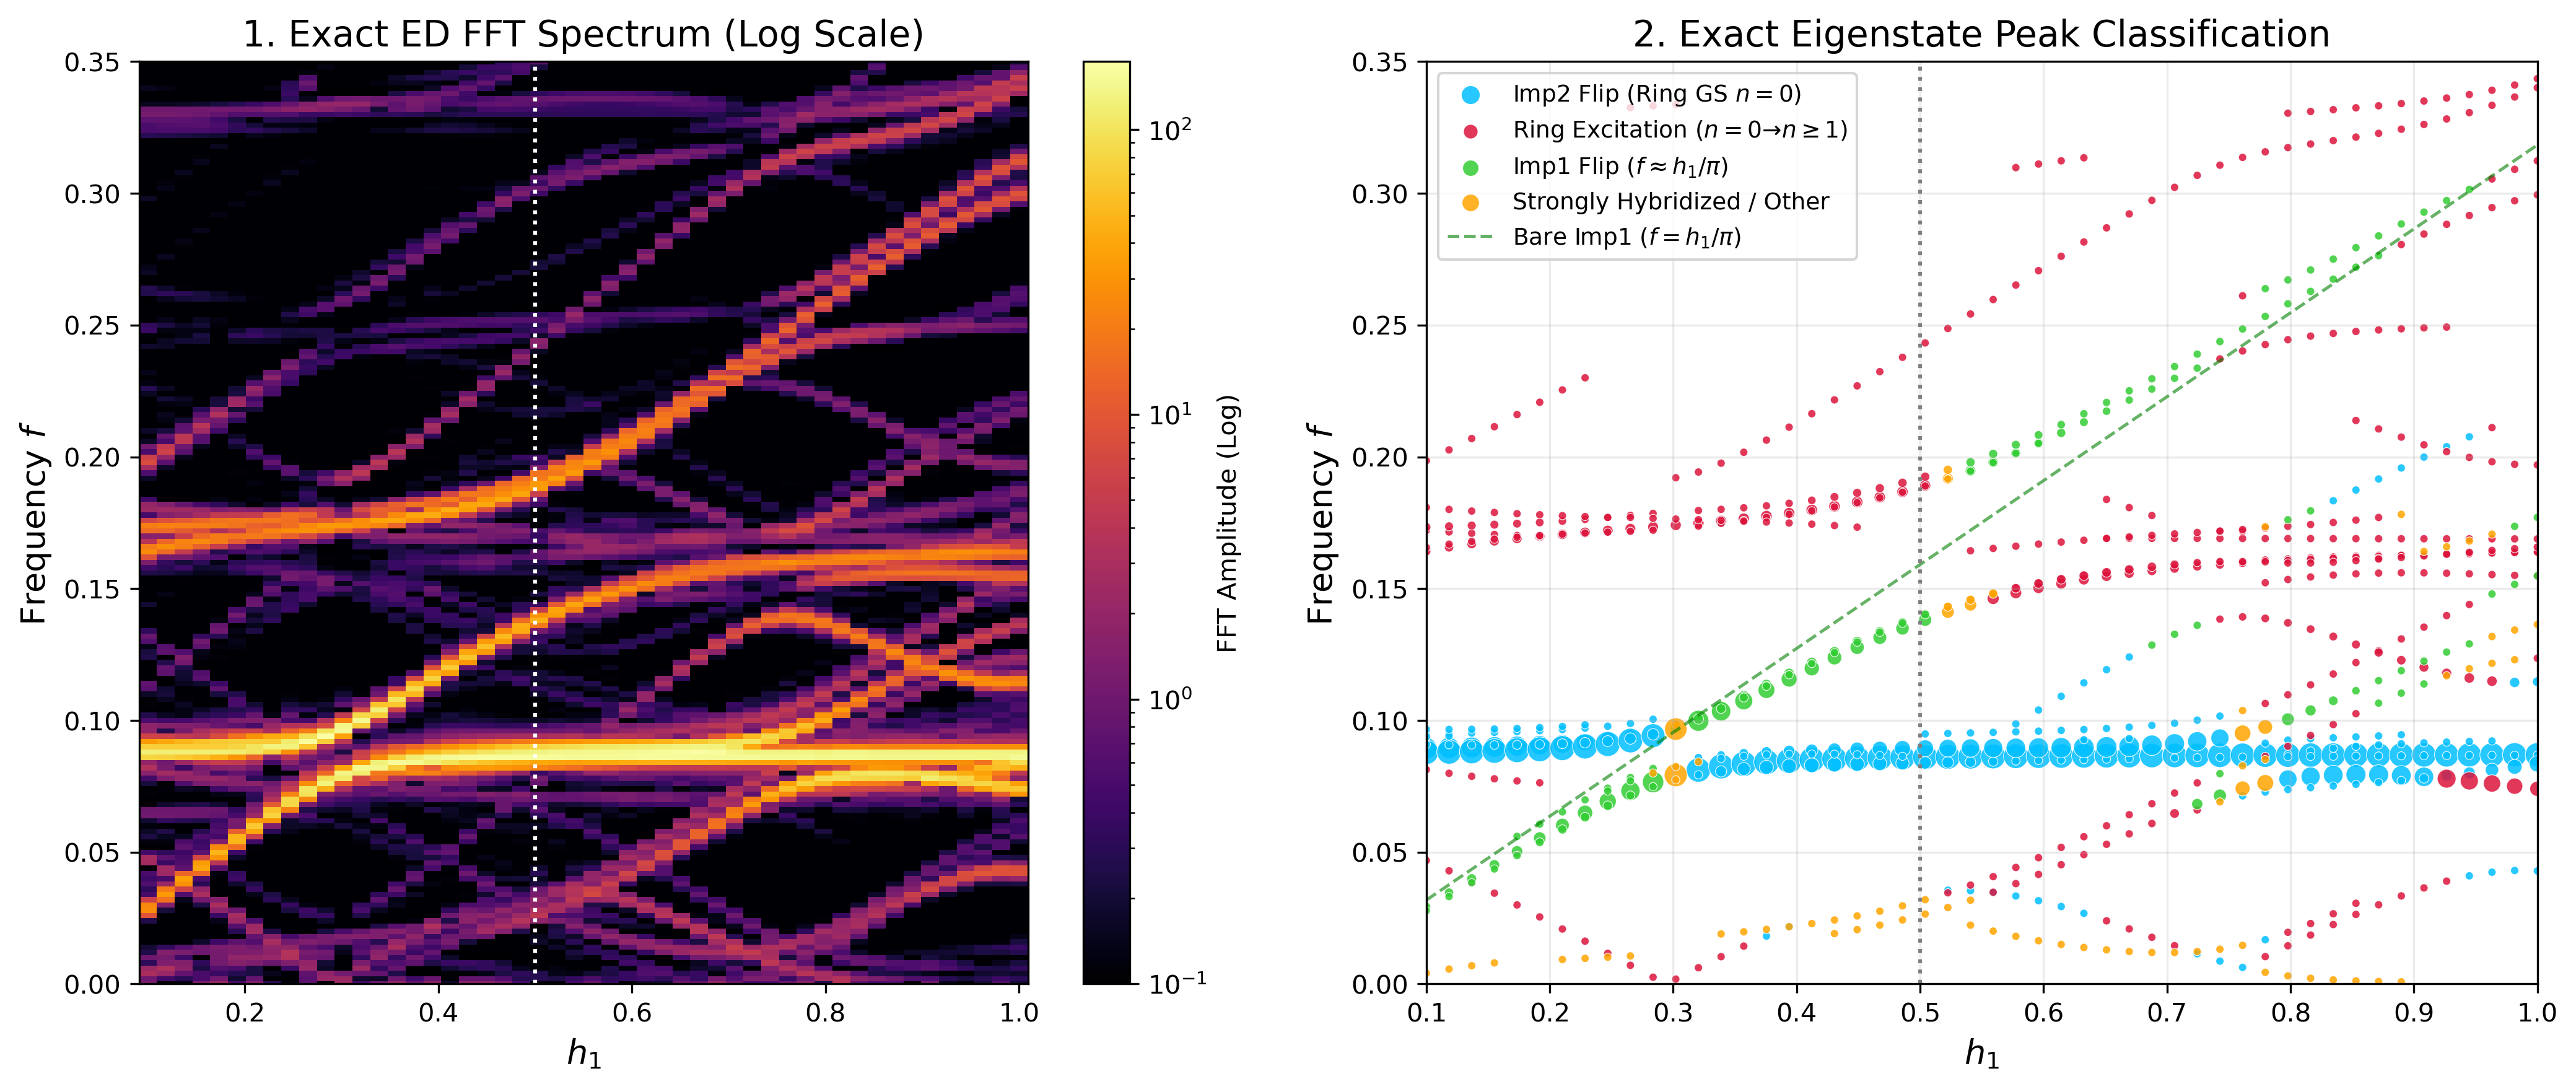 1. Exact ED FFT Spectrum (Log Scale)
0.35
0.30
0.25
0.20
0.15
0.10
0.05
0.00
Frequency f
0.2
0.4
0.6
0.8
1.0
h₁
10²
10¹
10⁰
10⁻¹
FFT Amplitude (Log)
2. Exact Eigenstate Peak Classification
Imp2 Flip (Ring GS n = 0)
Ring Excitation (n = 0→n ≥ 1)
Imp1 Flip (f ≈ h₁/π)
Strongly Hybridized / Other
Bare Imp1 (f = h₁/π)
0.35
0.30
0.25
0.20
0.15
0.10
0.05
0.00
Frequency f
0.1
0.2
0.3
0.4
0.5
0.6
0.7
0.8
0.9
1.0
h₁